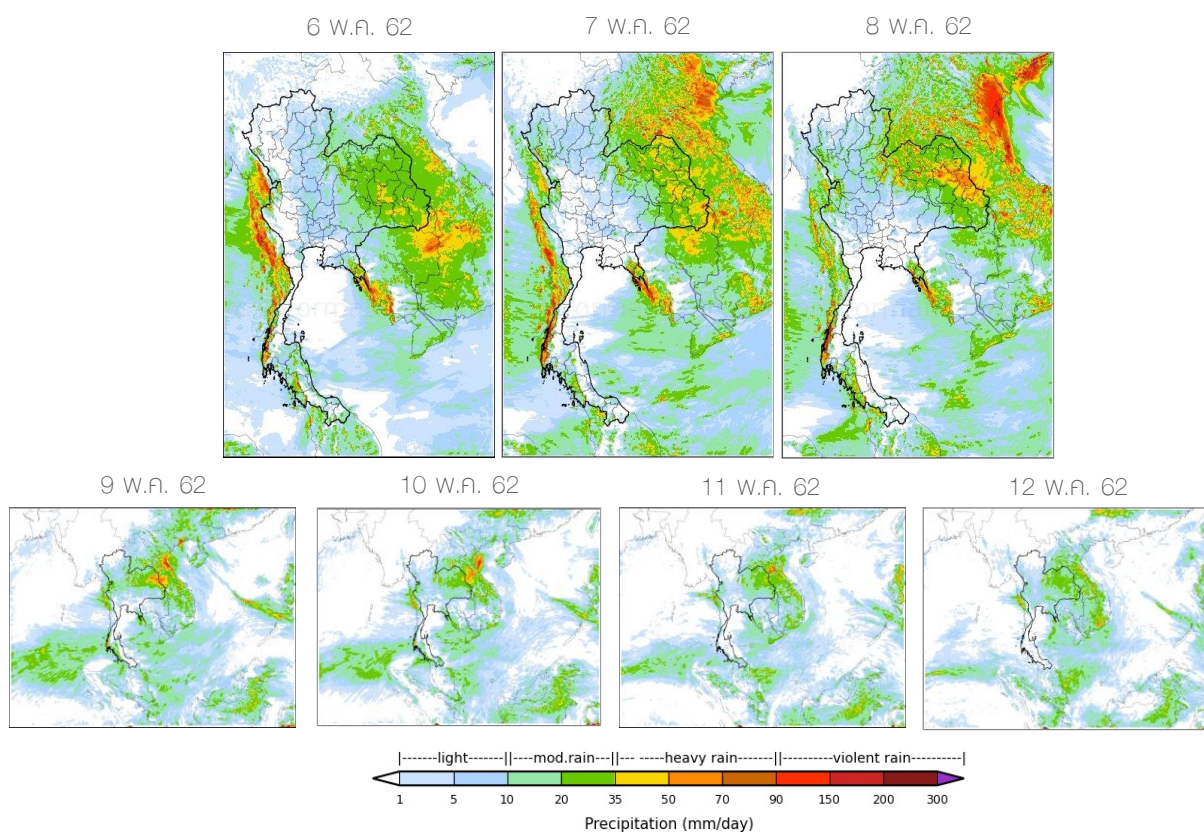 6 พ.ค. 62
7 พ.ค. 62
8 พ.ค. 62
9 พ.ค. 62
10 พ.ค. 62
11 พ.ค. 62
12 พ.ค. 62
|-------light-------||----mod.rain---||--- ----heavy rain-------||-----------violent rain-----------|
1 5 10 20 35 50 70 90 150 200 300
Precipitation (mm/day)